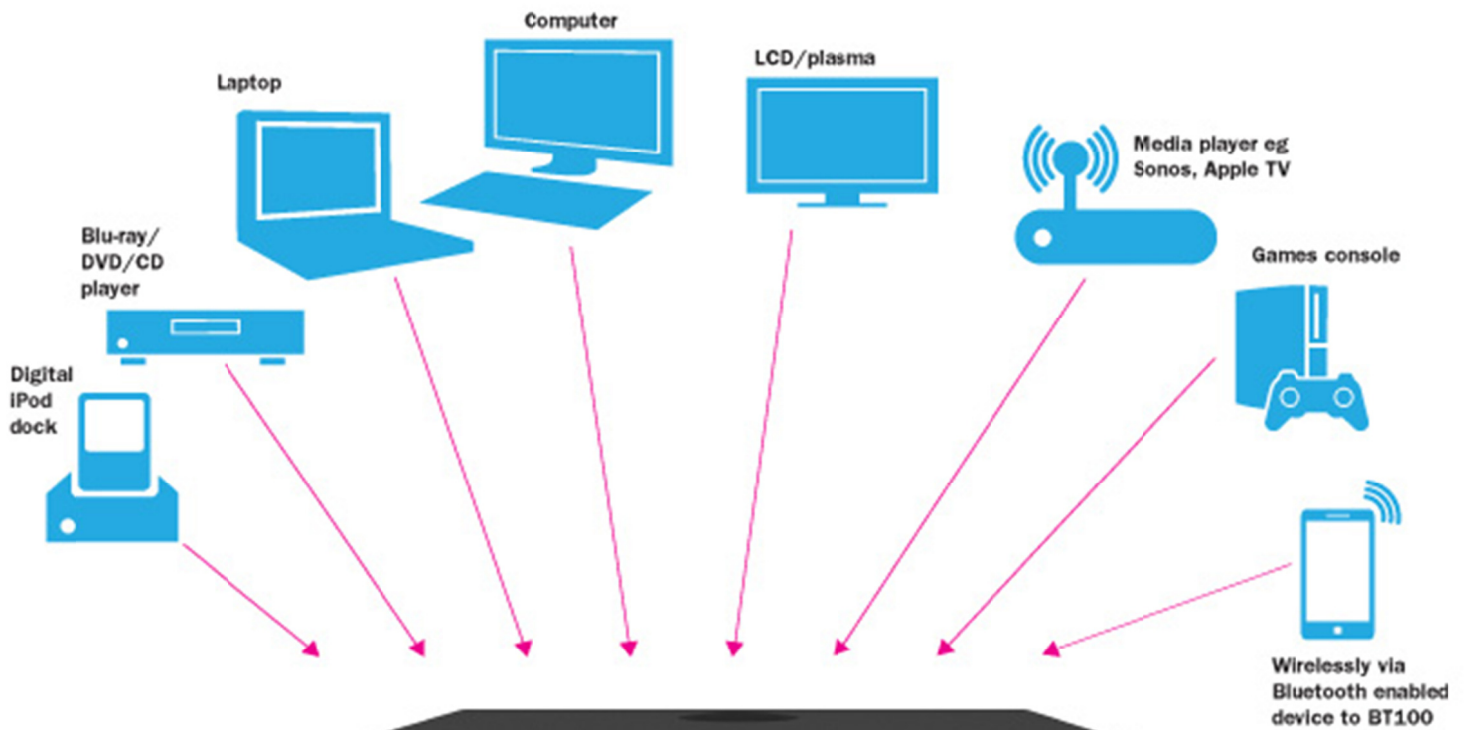 Computer
LCD/plasma
Laptop
Media player eg
Sonos, Apple TV
Blu-ray/
DVD/CD
player
Games console
Digital
iPod
dock
Wirelessly via
Bluetooth enabled
device to BT100